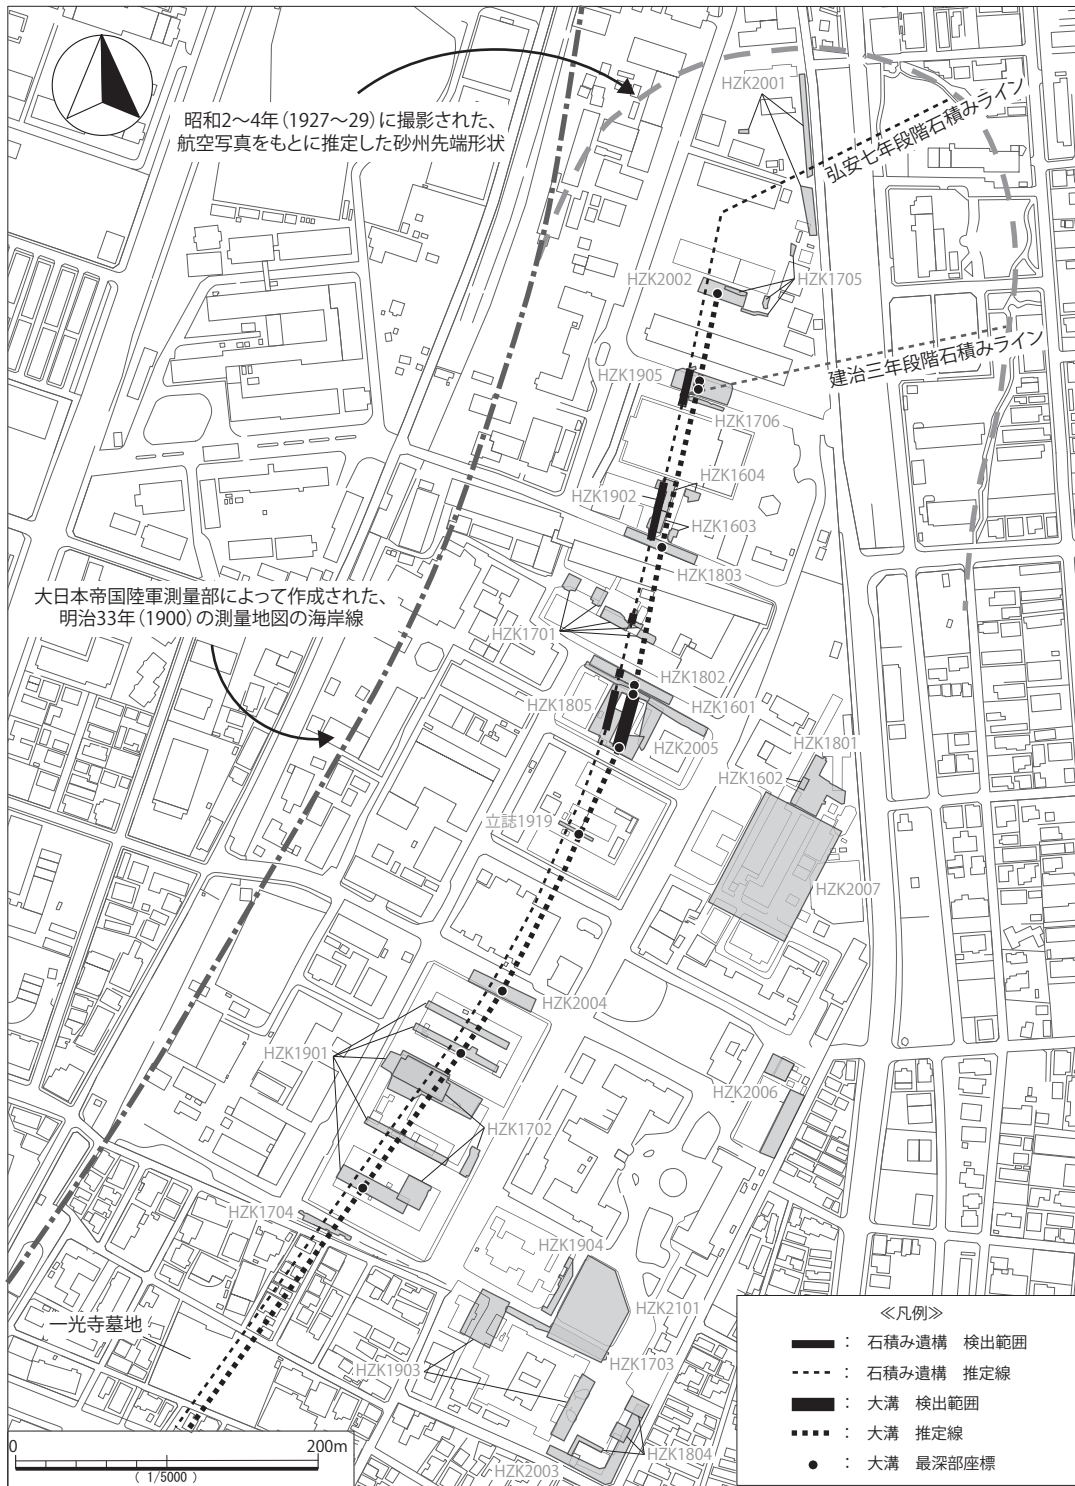 HZK2001
昭和2〜4年(1927〜29)に撮影された、
航空写真をもとに推定した砂州先端形状
弘安七年段階石積みライン
HZK2002
HZK1705
建治三年段階石積みライン
HZK1905
HZK1706
HZK1604
HZK1902
HZK1603
HZK1803
大日本帝国陸軍測量部によって作成された、
明治33年(1900)の測量地図の海岸線
HZK1701
HZK1802
HZK1805
HZK1601
HZK2005
HZK1801
HZK1602
立誌1919
HZK2007
HZK2004
HZK1901
HZK2006
HZK1702
HZK1704
HZK1904
HZK2101
一光寺墓地
HZK1903
HZK1703
HZK1804
HZK2003
0 200m
(1/5000)
≪凡例≫
: 石積み遺構 検出範囲
: 石積み遺構 推定線
: 大溝 検出範囲
: 大溝 推定線
: 大溝 最深部座標